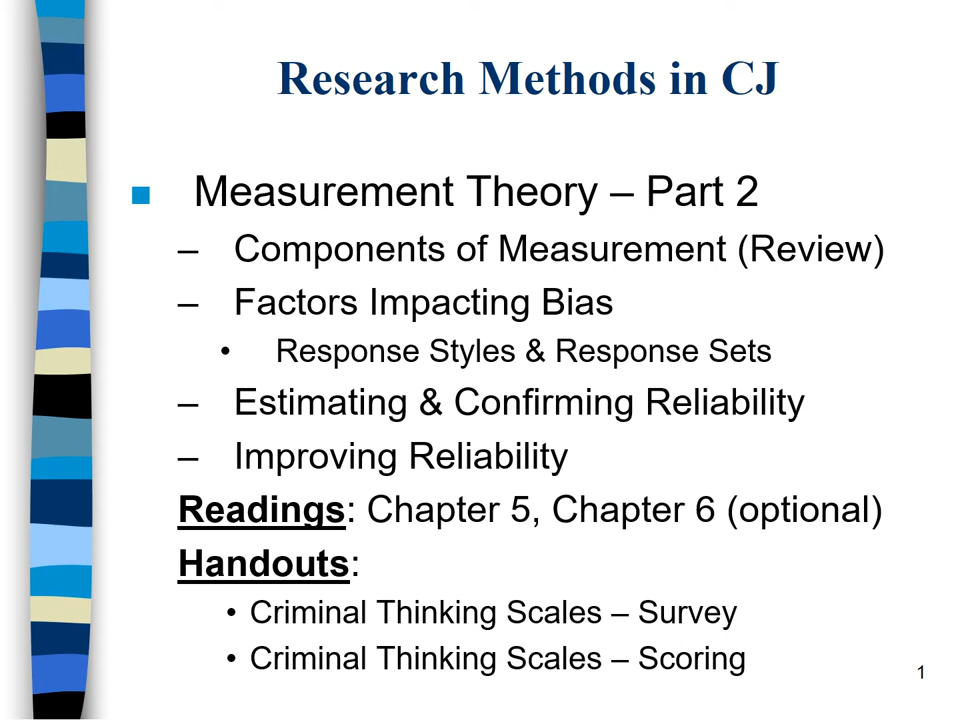 Research Methods in CJ
■ Measurement Theory – Part 2
– Components of Measurement (Review)
– Factors Impacting Bias
• Response Styles & Response Sets
– Estimating & Confirming Reliability
– Improving Reliability
Readings: Chapter 5, Chapter 6 (optional)
Handouts:
• Criminal Thinking Scales – Survey
• Criminal Thinking Scales – Scoring
1